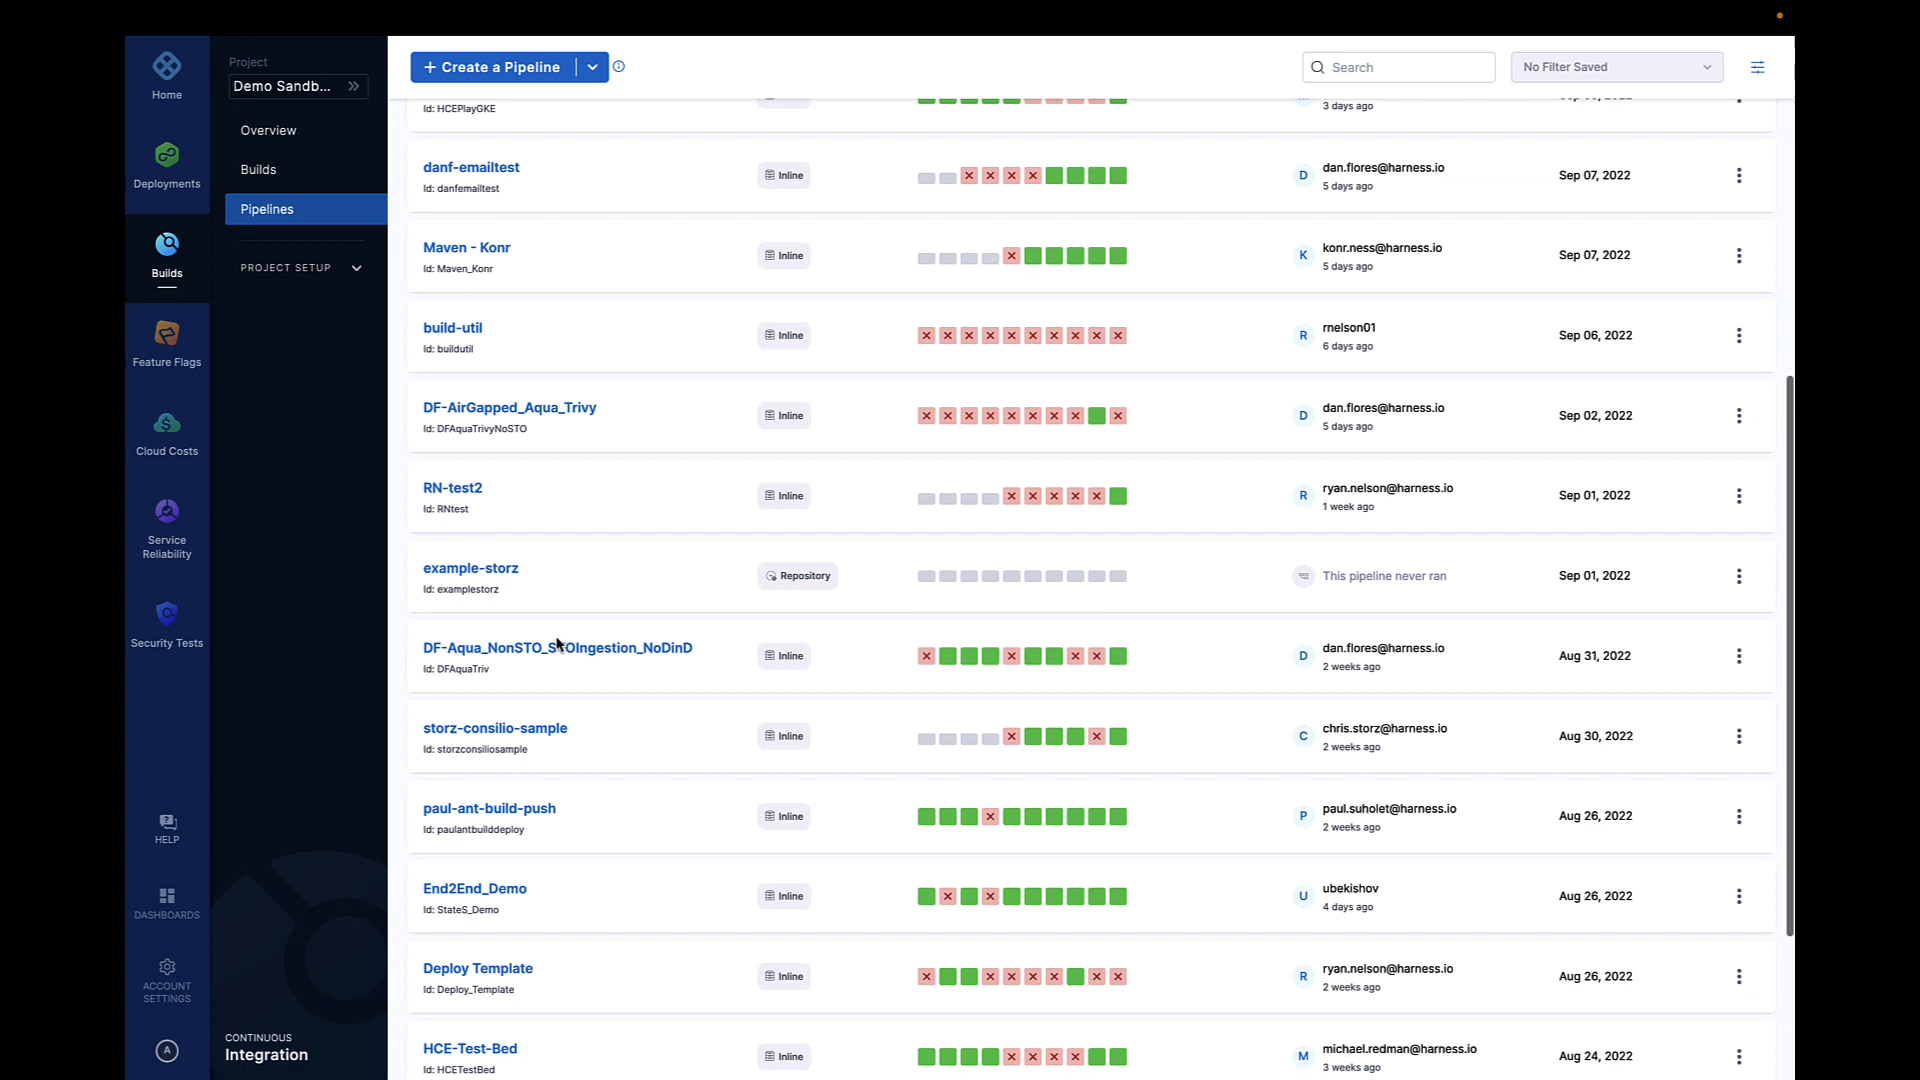 Home
Deployments
Builds
Feature Flags
Cloud Costs
Service
Reliability
Security Tests
HELP
DASHBOARDS
ACCOUNT
SETTINGS
A
Project
Demo Sandb...
Overview
Builds
Pipelines
PROJECT SETUP
CONTINUOUS
Integration
+ Create a Pipeline
Search
No Filter Saved
Id: HCEPlayGKE
3 days ago
danf-emailtest
Id: danfemailtest
Inline
D
dan.flores@harness.io
5 days ago
Sep 07, 2022
Maven - Konr
Id: Maven_Konr
Inline
K
konr.ness@harness.io
5 days ago
Sep 07, 2022
build-util
Id: buildutil
Inline
R
rnelson01
6 days ago
Sep 06, 2022
DF-AirGapped_Aqua_Trivy
Id: DFAquaTrivyNoSTO
Inline
D
dan.flores@harness.io
5 days ago
Sep 02, 2022
RN-test2
Id: RNtest
Inline
R
ryan.nelson@harness.io
1 week ago
Sep 01, 2022
example-storz
Id: examplestorz
Repository
This pipeline never ran
Sep 01, 2022
DF-Aqua_NonSTO_STOIngestion_NoDinD
Id: DFAquaTriv
Inline
D
dan.flores@harness.io
2 weeks ago
Aug 31, 2022
storz-consilio-sample
Id: storzconsiliosample
Inline
C
chris.storz@harness.io
2 weeks ago
Aug 30, 2022
paul-ant-build-push
Id: paulantbuilddeploy
Inline
P
paul.suholet@harness.io
2 weeks ago
Aug 26, 2022
End2End_Demo
Id: StateS_Demo
Inline
U
ubekishov
4 days ago
Aug 26, 2022
Deploy Template
Id: Deploy_Template
Inline
R
ryan.nelson@harness.io
2 weeks ago
Aug 26, 2022
HCE-Test-Bed
Id: HCETestBed
Inline
M
michael.redman@harness.io
3 weeks ago
Aug 24, 2022